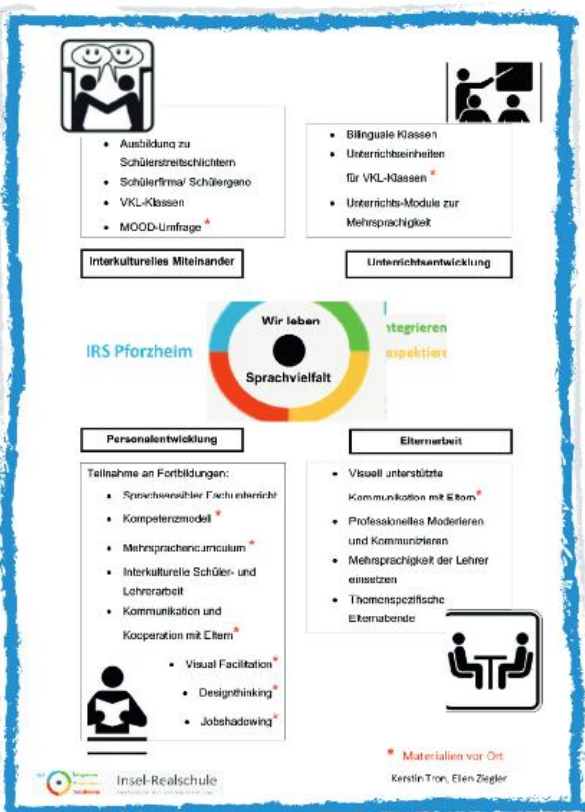 • Ausbildung zu
Schülerstreitschlichtern
• Schülerfirma/ Schülergeno
• VKL-Klassen
• MOOD-Umfrage *
Interkulturelles Miteinander
• Bilinguale Klassen
• Unterrichtseinheiten
für VKL-Klassen *
• Unterrichts-Module zur
Mehrsprachigkeit
Unterrichtsentwicklung
IRS Pforzheim
Wir leben
Sprachvielfalt
ntegrieren
espektiere
Personalentwicklung
Teilnahme an Fortbildungen:
• Sprachsensibler Fachunterricht
• Kompetenzmodell *
• Mehrsprachencurriculum *
• Interkulturelle Schüler- und
Lehrerarbeit
• Kommunikation und
Kooperation mit Eltern *
• Visual Facilitation *
• Designthinking *
• Jobshadowing *
Elternarbeit
• Visuell unterstützte
Kommunikation mit Eltern *
• Professionelles Moderieren
und Kommunizieren
• Mehrsprachigkeit der Lehrer
einsetzen
• Themenspezifische
Elternabende
* Materialien vor Ort
Insel-Realschule
Kerstin Tron, Ellen Ziegler